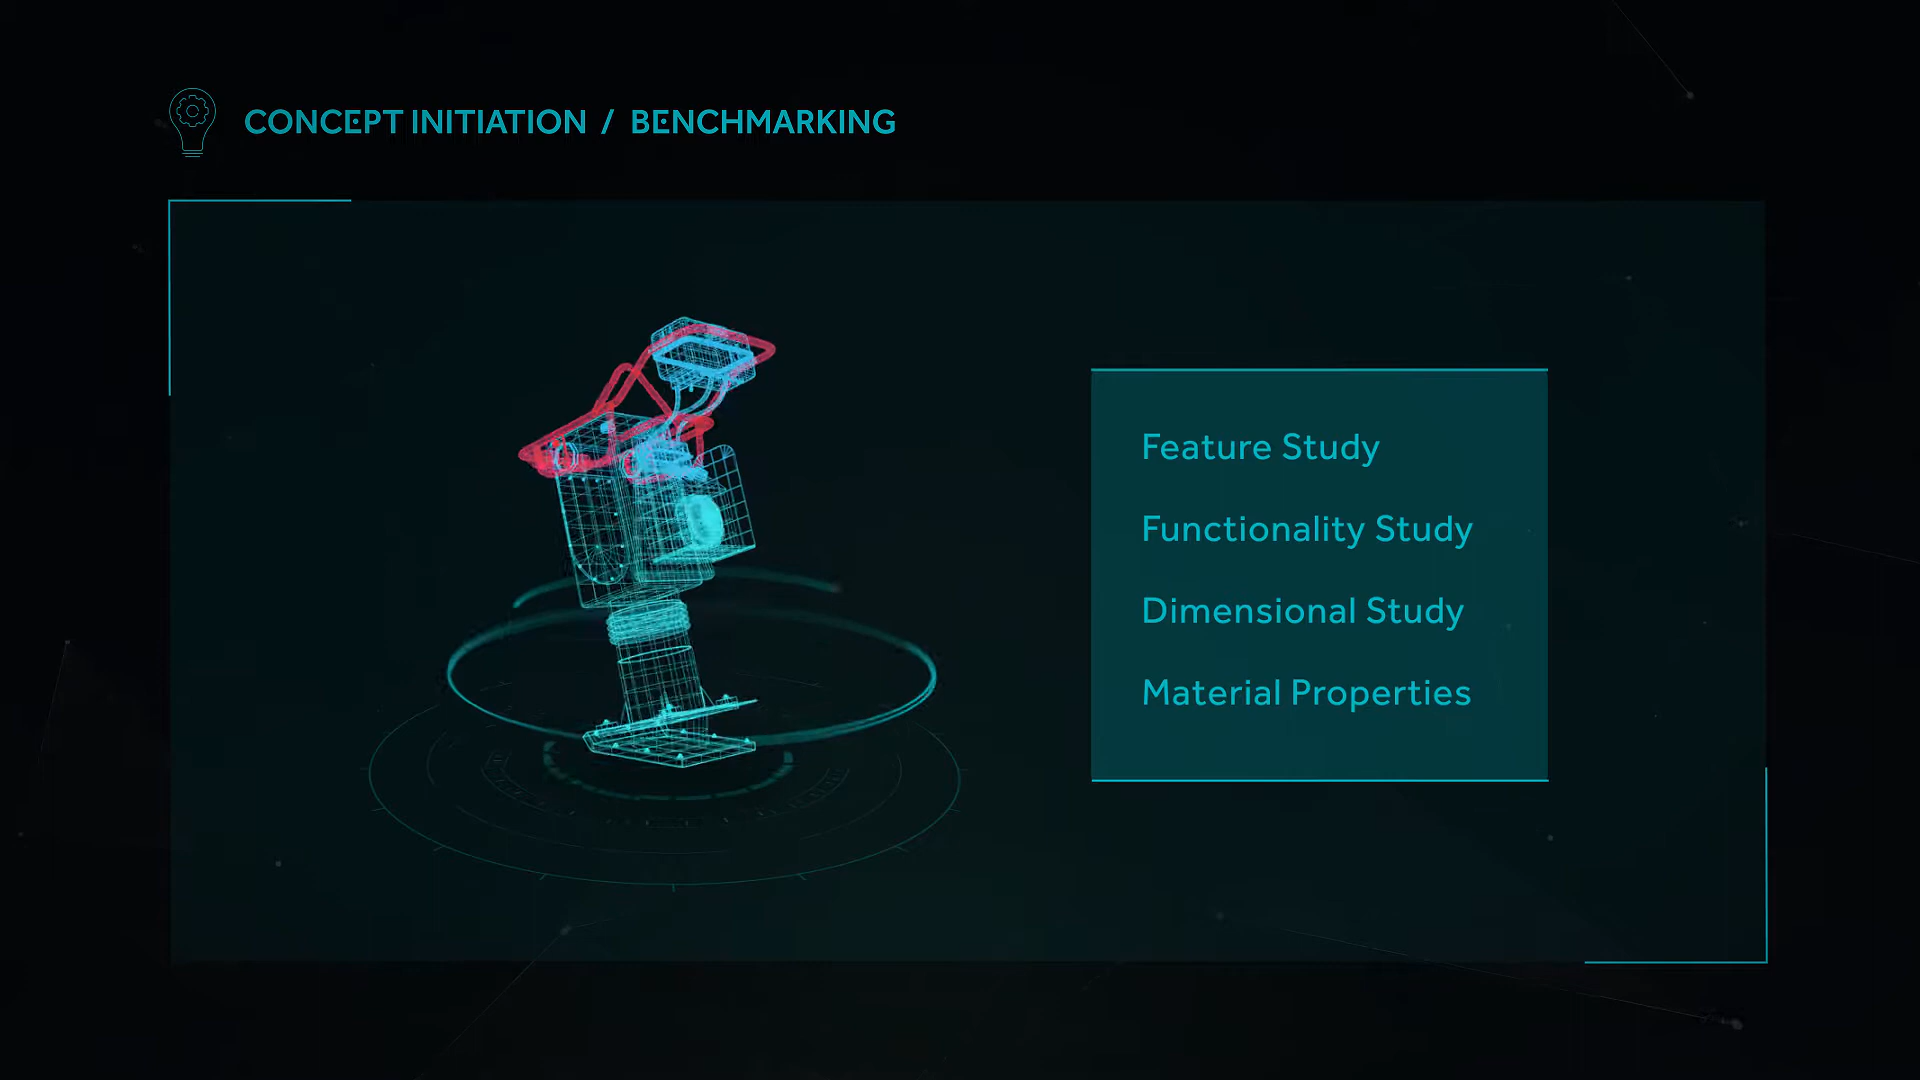 CONCEPT INITIATION / BENCHMARKING
Feature Study
Functionality Study
Dimensional Study
Material Properties